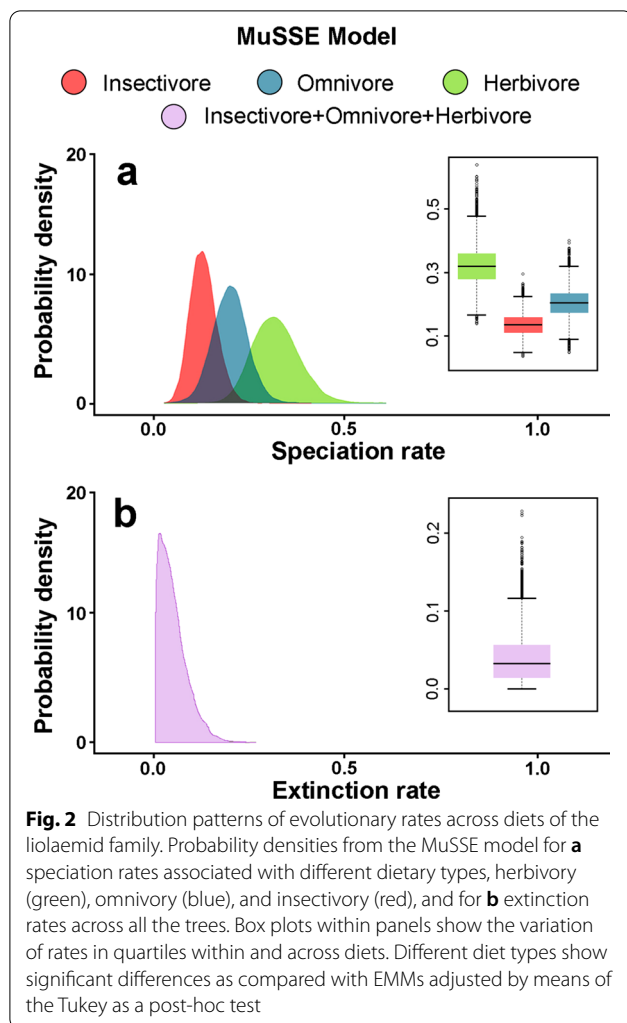 MuSSE Model
Insectivore Omnivore Herbivore
Insectivore+Omnivore+Herbivore
a
Probability density
20
10
0
0.0 0.5 1.0
Speciation rate
0.5
0.3
0.1
b
Probability density
20
10
0
0.0 0.5 1.0
Extinction rate
0.2
0.1
0.0
Fig. 2 Distribution patterns of evolutionary rates across diets of the
liolaemid family. Probability densities from the MuSSE model for a
speciation rates associated with different dietary types, herbivory
(green), omnivory (blue), and insectivory (red), and for b extinction
rates across all the trees. Box plots within panels show the variation
of rates in quartiles within and across diets. Different diet types show
significant differences as compared with EMMs adjusted by means of
the Tukey as a post-hoc test